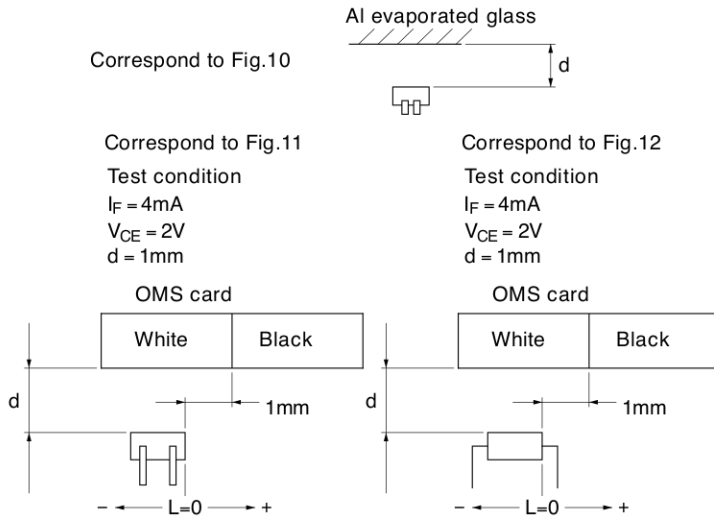 Al evaporated glass
Correspond to Fig.10
d
Correspond to Fig.11
Test condition
IF = 4mA
VCE = 2V
d = 1mm
OMS card
White
Black
d
1mm
− L=0 +
Correspond to Fig.12
Test condition
IF = 4mA
VCE = 2V
d = 1mm
OMS card
White
Black
d
1mm
− L=0 +